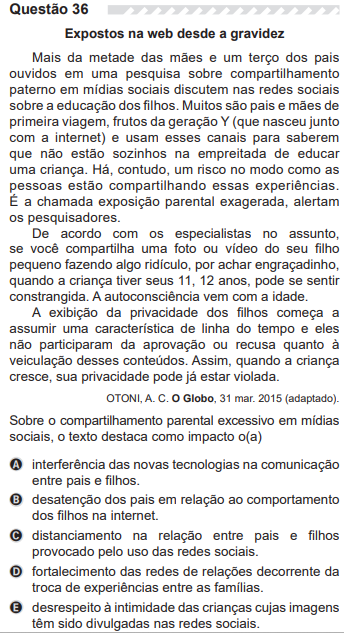 Questão 36
Expostos na web desde a gravidez
Mais da metade das mães e um terço dos pais
ouvidos em uma pesquisa sobre compartilhamento
paterno em mídias sociais discutem nas redes sociais
sobre a educação dos filhos. Muitos são pais e mães de
primeira viagem, frutos da geração Y (que nasceu junto
com a internet) e usam esses canais para saberem
que não estão sozinhos na empreitada de educar
uma criança. Há, contudo, um risco no modo como as
pessoas estão compartilhando essas experiências.
É a chamada exposição parental exagerada, alertam
os pesquisadores.
De acordo com os especialistas no assunto,
se você compartilha uma foto ou vídeo do seu filho
pequeno fazendo algo ridículo, por achar engraçadinho,
quando a criança tiver seus 11, 12 anos, pode se sentir
constrangida. A autoconsciência vem com a idade.
A exibição da privacidade dos filhos começa a
assumir uma característica de linha do tempo e eles
não participaram da aprovação ou recusa quanto à
veiculação desses conteúdos. Assim, quando a criança
cresce, sua privacidade pode já estar violada.
OTONI, A. C. O Globo, 31 mar. 2015 (adaptado).
Sobre o compartilhamento parental excessivo em mídias
sociais, o texto destaca como impacto o(a)
A interferência das novas tecnologias na comunicação
entre pais e filhos.
B desatenção dos pais em relação ao comportamento
dos filhos na internet.
C distanciamento na relação entre pais e filhos
provocado pelo uso das redes sociais.
D fortalecimento das redes de relações decorrente da
troca de experiências entre as famílias.
E desrespeito à intimidade das crianças cujas imagens
têm sido divulgadas nas redes sociais.